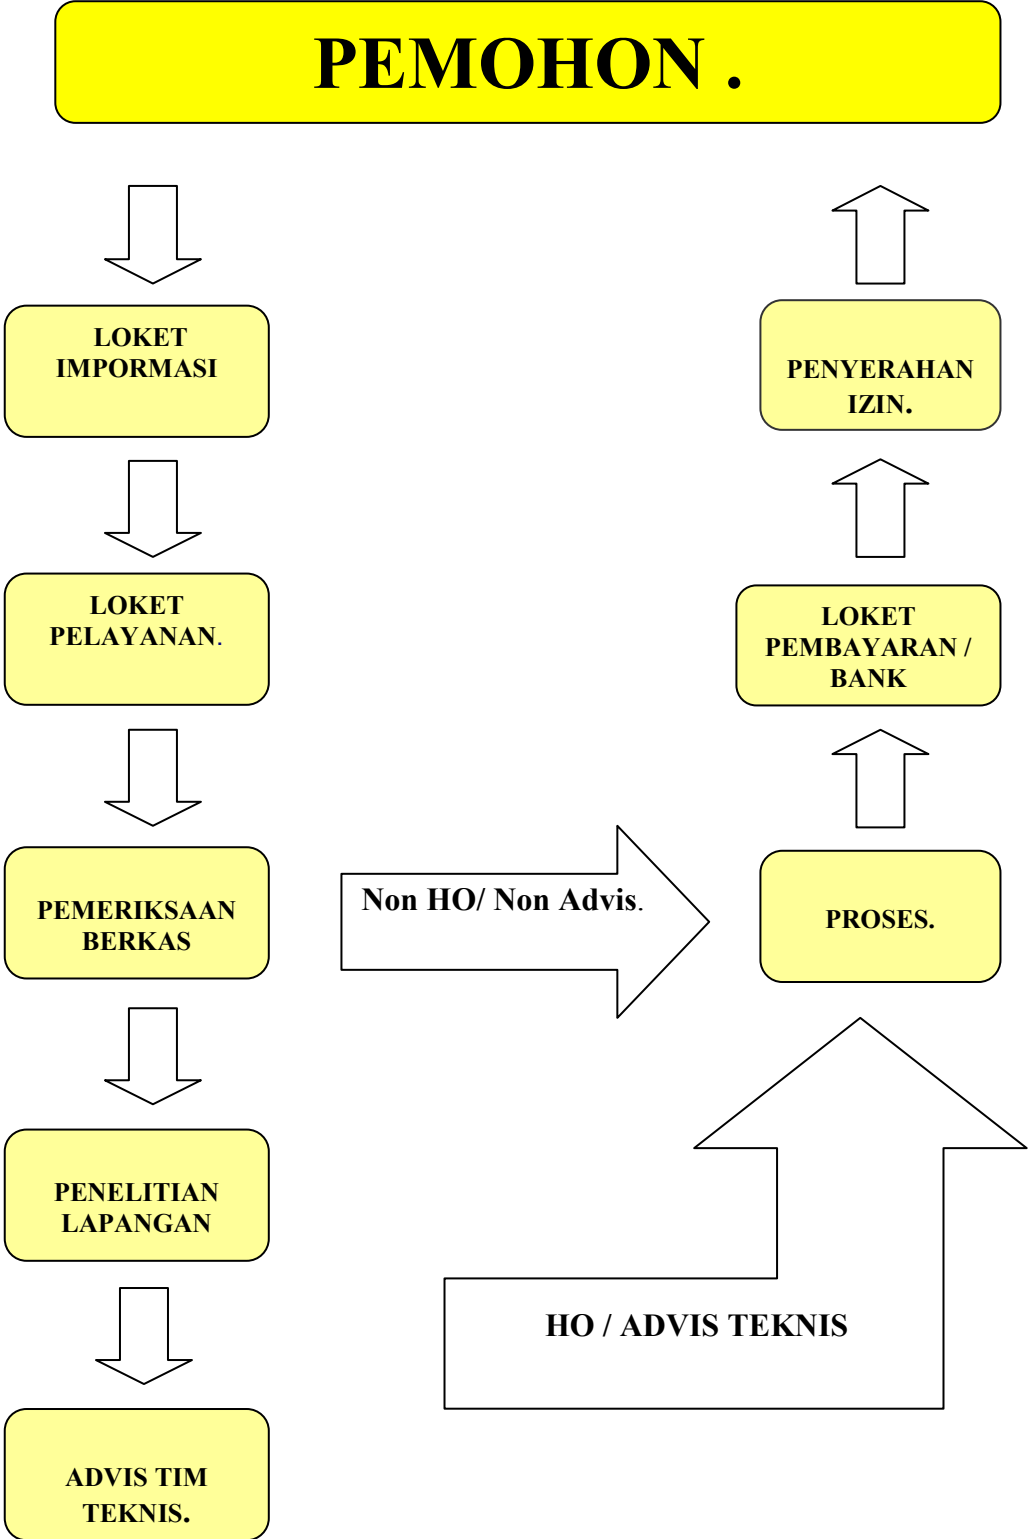 PEMOHON .
LOKET
IMPORMASI
LOKET
PELAYANAN.
PEMERIKSAAN
BERKAS
PENELITIAN
LAPANGAN
ADVIS TIM
TEKNIS.
Non HO/ Non Advis.
HO / ADVIS TEKNIS
PROSES.
LOKET
PEMBAYARAN /
BANK
PENYERAHAN
IZIN.